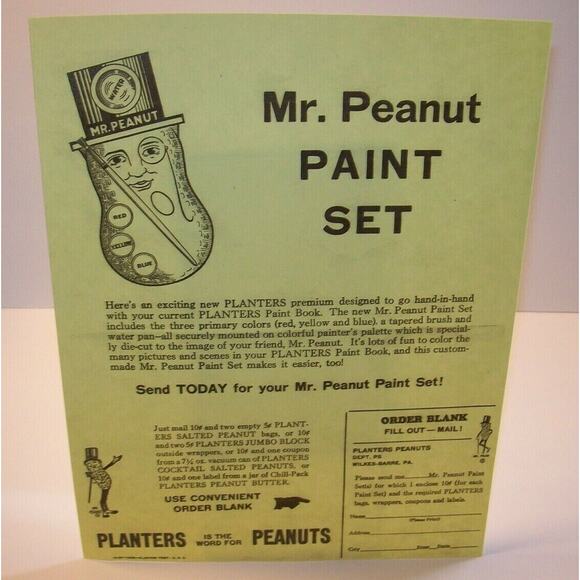 WATER
MR. PEANUT
RED
YELLOW
BLUE
Mr. Peanut
PAINT
SET
Here's an exciting new PLANTERS premium designed to go hand-in-hand
with your current PLANTERS Paint Book. The new Mr. Peanut Paint Set
includes the three primary colors (red, yellow and blue), a tapered brush and
water pan—all securely mounted on colorful painter's palette which is special-
ly die-cut to the image of your friend, Mr. Peanut. It's lots of fun to color the
many pictures and scenes in your PLANTERS Paint Book, and this custom-
made Mr. Peanut Paint Set makes it easier, too!
Send TODAY for your Mr. Peanut Paint Set!
Just mail 10¢ and two empty 5¢ PLANT-
ERS SALTED PEANUT bags, or 10¢
and two 5¢ PLANTERS JUMBO BLOCK
outside wrappers, or 10¢ and one coupon
from a 7½ oz. vacuum can of PLANTERS
COCKTAIL SALTED PEANUTS, or
10¢ and one label from a jar of Chill-Pack
PLANTERS PEANUT BUTTER.
USE CONVENIENT
ORDER BLANK
ORDER BLANK
FILL OUT — MAIL!
PLANTERS PEANUTS
DEPT. PS
WILKES-BARRE, PA.
Please send me Mr. Peanut Paint
Set(s) for which I enclose 10¢ (for each
Paint Set) and the required PLANTERS
bags, wrappers, coupons and labels.
Name
(Please Print)
Address
City Zone State
PLANTERS IS THE WORD FOR PEANUTS